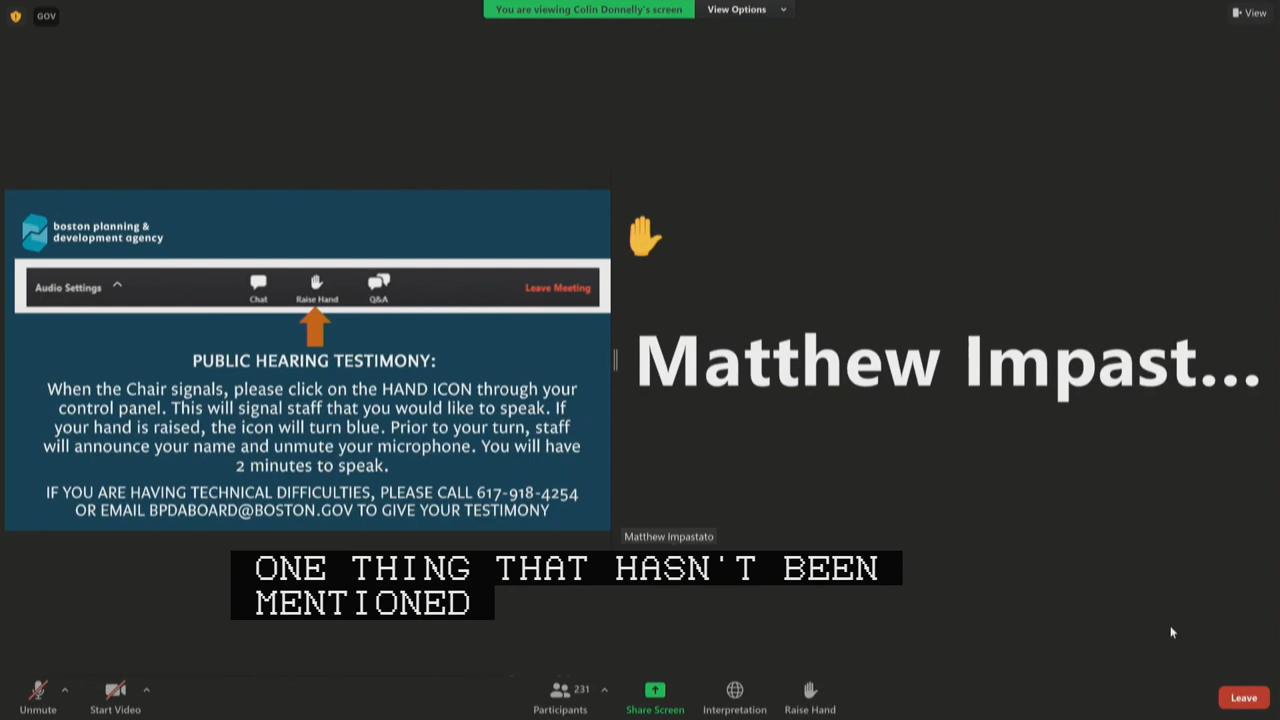 GOV
You are viewing Colin Donnelly's screen
View Options
View
boston planning &
development agency
Audio Settings
Chat
Raise Hand
Q&A
Leave Meeting
PUBLIC HEARING TESTIMONY:
When the Chair signals, please click on the HAND ICON through your
control panel. This will signal staff that you would like to speak. If
your hand is raised, the icon will turn blue. Prior to your turn, staff
will announce your name and unmute your microphone. You will have
2 minutes to speak.
IF YOU ARE HAVING TECHNICAL DIFFICULTIES, PLEASE CALL 617-918-4254
OR EMAIL BPDABOARD@BOSTON.GOV TO GIVE YOUR TESTIMONY
Matthew Impast...
Matthew Impastato
ONE THING THAT HASN'T BEEN
MENTIONED
Unmute
Start Video
231
Participants
Share Screen
Interpretation
Raise Hand
Leave